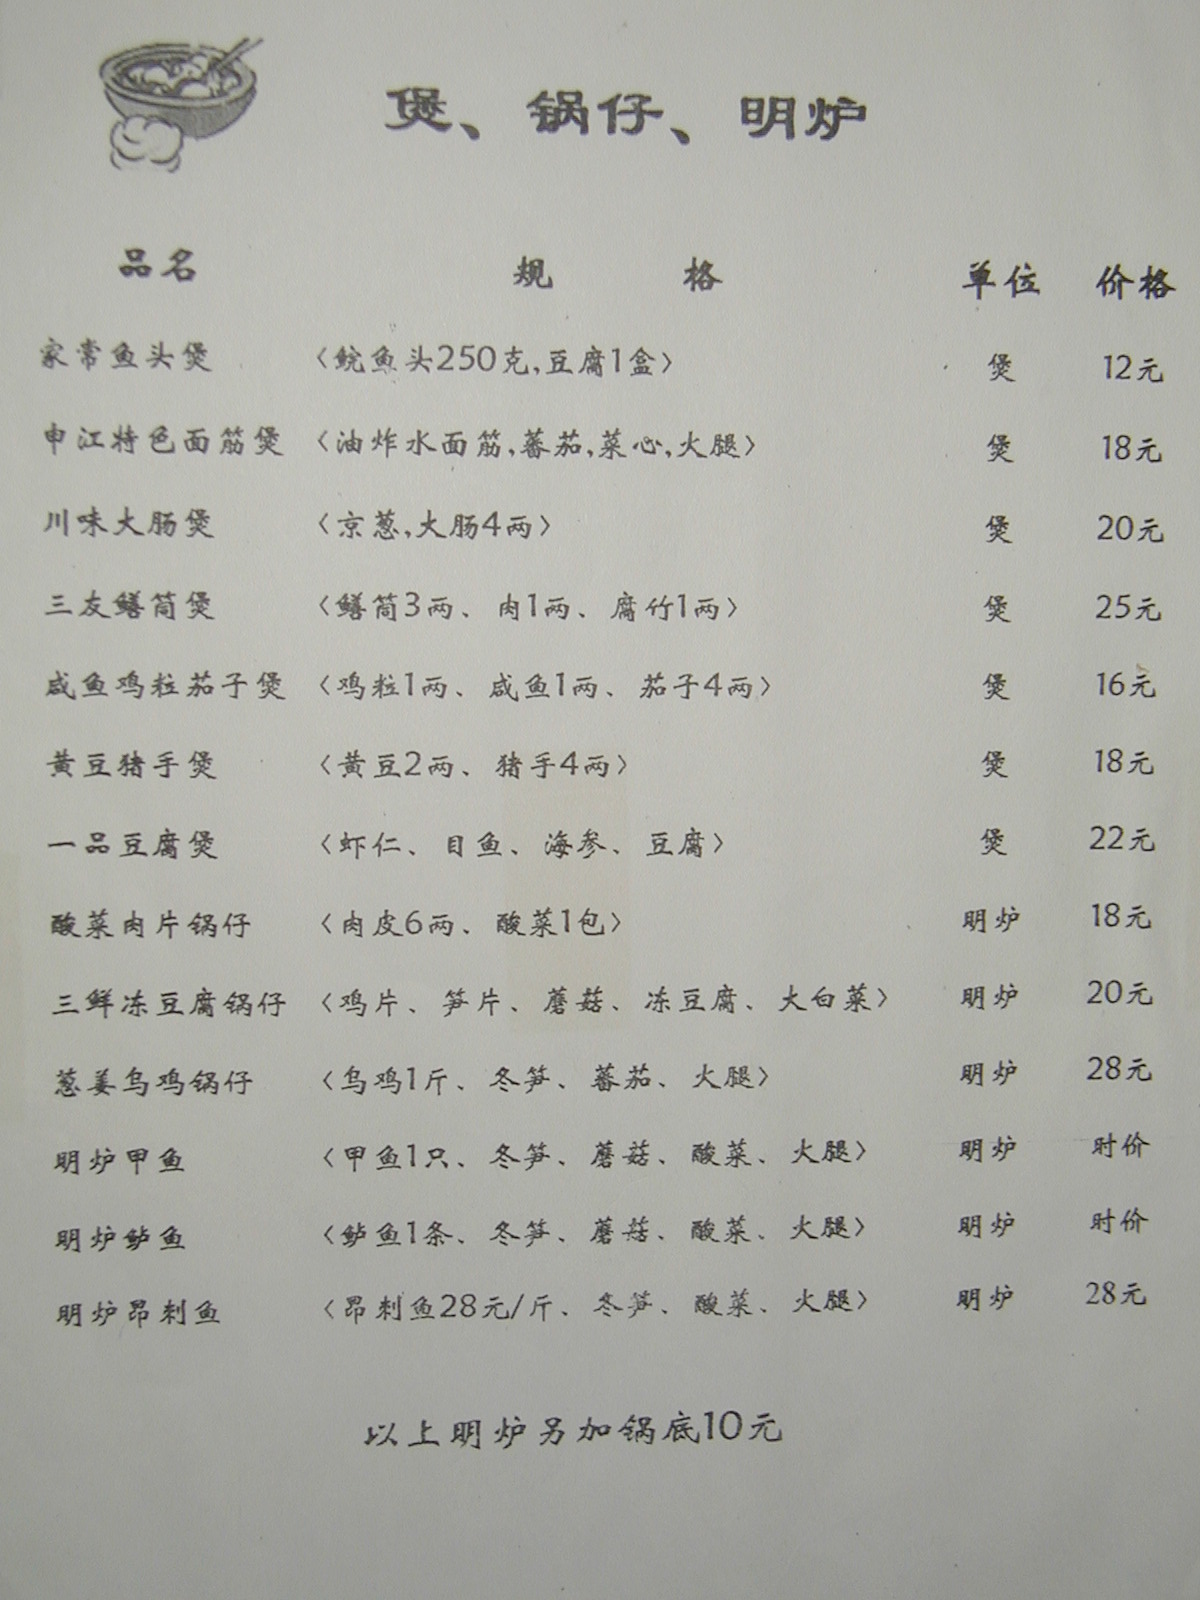 煲、锅仔、明炉
品名 规 格 单位 价格
家常鱼头煲 〈鲩鱼头250克,豆腐1盒〉 煲 12元
申江特色面筋煲 〈油炸水面筋,蕃茄,菜心,火腿〉 煲 18元
川味大肠煲 〈京葱,大肠4两〉 煲 20元
三友鳝筒煲 〈鳝筒3两、肉1两、腐竹1两〉 煲 25元
咸鱼鸡粒茄子煲 〈鸡粒1两、咸鱼1两、茄子4两〉 煲 16元
黄豆猪手煲 〈黄豆2两、猪手4两〉 煲 18元
一品豆腐煲 〈虾仁、目鱼、海参、豆腐〉 煲 22元
酸菜肉片锅仔 〈肉皮6两、酸菜1包〉 明炉 18元
三鲜冻豆腐锅仔 〈鸡片、笋片、蘑菇、冻豆腐、大白菜〉 明炉 20元
葱姜乌鸡锅仔 〈乌鸡1斤、冬笋、蕃茄、火腿〉 明炉 28元
明炉甲鱼 〈甲鱼1只、冬笋、蘑菇、酸菜、火腿〉 明炉 时价
明炉鲈鱼 〈鲈鱼1条、冬笋、蘑菇、酸菜、火腿〉 明炉 时价
明炉昂刺鱼 〈昂刺鱼28元/斤、冬笋、酸菜、火腿〉 明炉 28元
以上明炉另加锅底10元